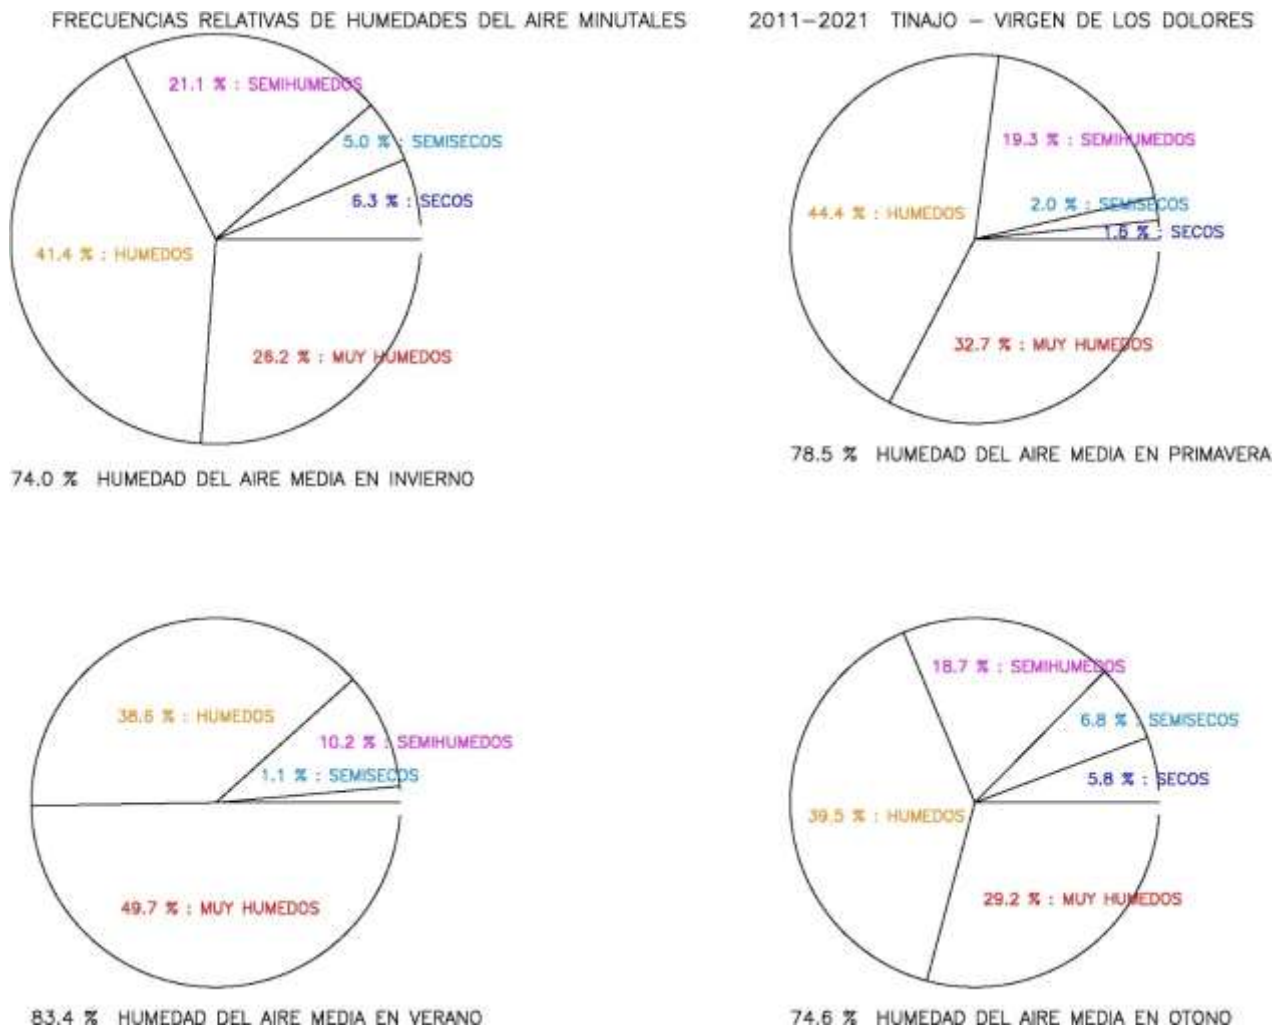 FRECUENCIAS RELATIVAS DE HUMEDADES DEL AIRE MINUTALES
2011-2021 TINAJO - VIRGEN DE LOS DOLORES
21.1 % : SEMIHUMEDOS
5.0 % : SEMISECOS
6.3 % : SECOS
41.4 % : HUMEDOS
26.2 % : MUY HUMEDOS
74.0 % HUMEDAD DEL AIRE MEDIA EN INVIERNO
19.3 % : SEMIHUMEDOS
2.0 % : SEMISECOS
44.4 % : HUMEDOS
1.6 % : SECOS
32.7 % : MUY HUMEDOS
78.5 % HUMEDAD DEL AIRE MEDIA EN PRIMAVERA
38.6 % : HUMEDOS
10.2 % : SEMIHUMEDOS
1.1 % : SEMISECOS
49.7 % : MUY HUMEDOS
83.4 % HUMEDAD DEL AIRE MEDIA EN VERANO
18.7 % : SEMIHUMEDOS
6.8 % : SEMISECOS
5.8 % : SECOS
39.5 % : HUMEDOS
29.2 % : MUY HUMEDOS
74.6 % HUMEDAD DEL AIRE MEDIA EN OTONO